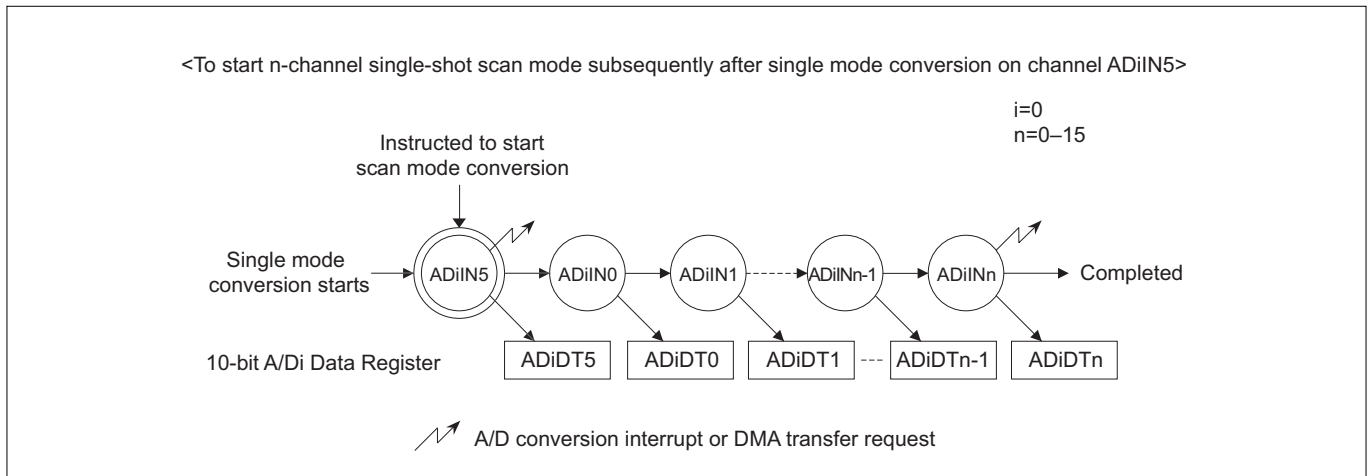 <To start n-channel single-shot scan mode subsequently after single mode conversion on channel ADiIN5>
i=0
n=0–15
Instructed to start
scan mode conversion
Single mode
conversion starts
ADiIN5
ADiIN0
ADiIN1
ADiINn-1
ADiINn
Completed
10-bit A/Di Data Register
ADiDT5
ADiDT0
ADiDT1
ADiDTn-1
ADiDTn
A/D conversion interrupt or DMA transfer request